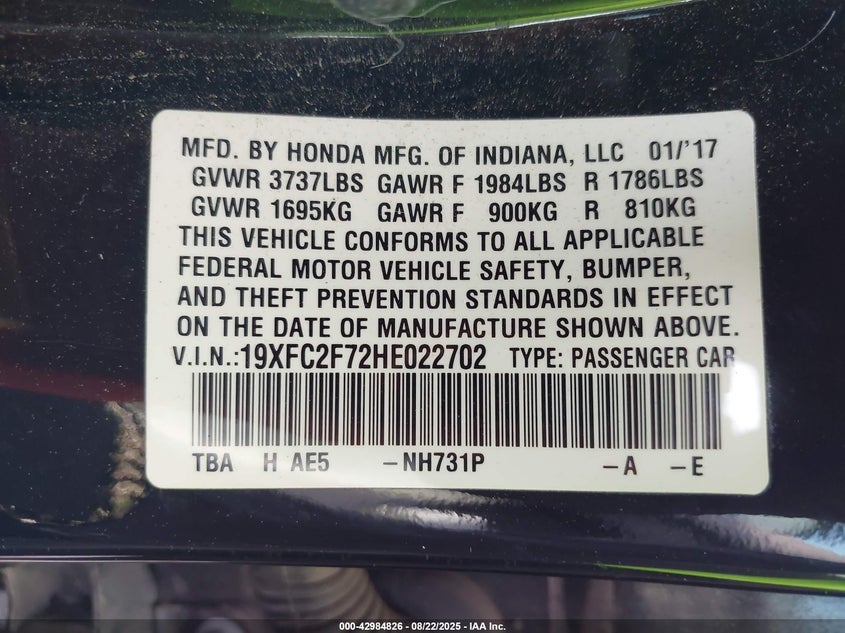 MFD. BY HONDA MFG. OF INDIANA, LLC 01/'17
GVWR 3737LBS GAWR F 1984LBS R 1786LBS
GVWR 1695KG GAWR F 900KG R 810KG
THIS VEHICLE CONFORMS TO ALL APPLICABLE
FEDERAL MOTOR VEHICLE SAFETY, BUMPER,
AND THEFT PREVENTION STANDARDS IN EFFECT
ON THE DATE OF MANUFACTURE SHOWN ABOVE.
V.I.N.:19XFC2F72HE022702 TYPE: PASSENGER CAR
TBA H AE5 -NH731P -A -E
000-42984826 - 08/22/2025 - IAA Inc.